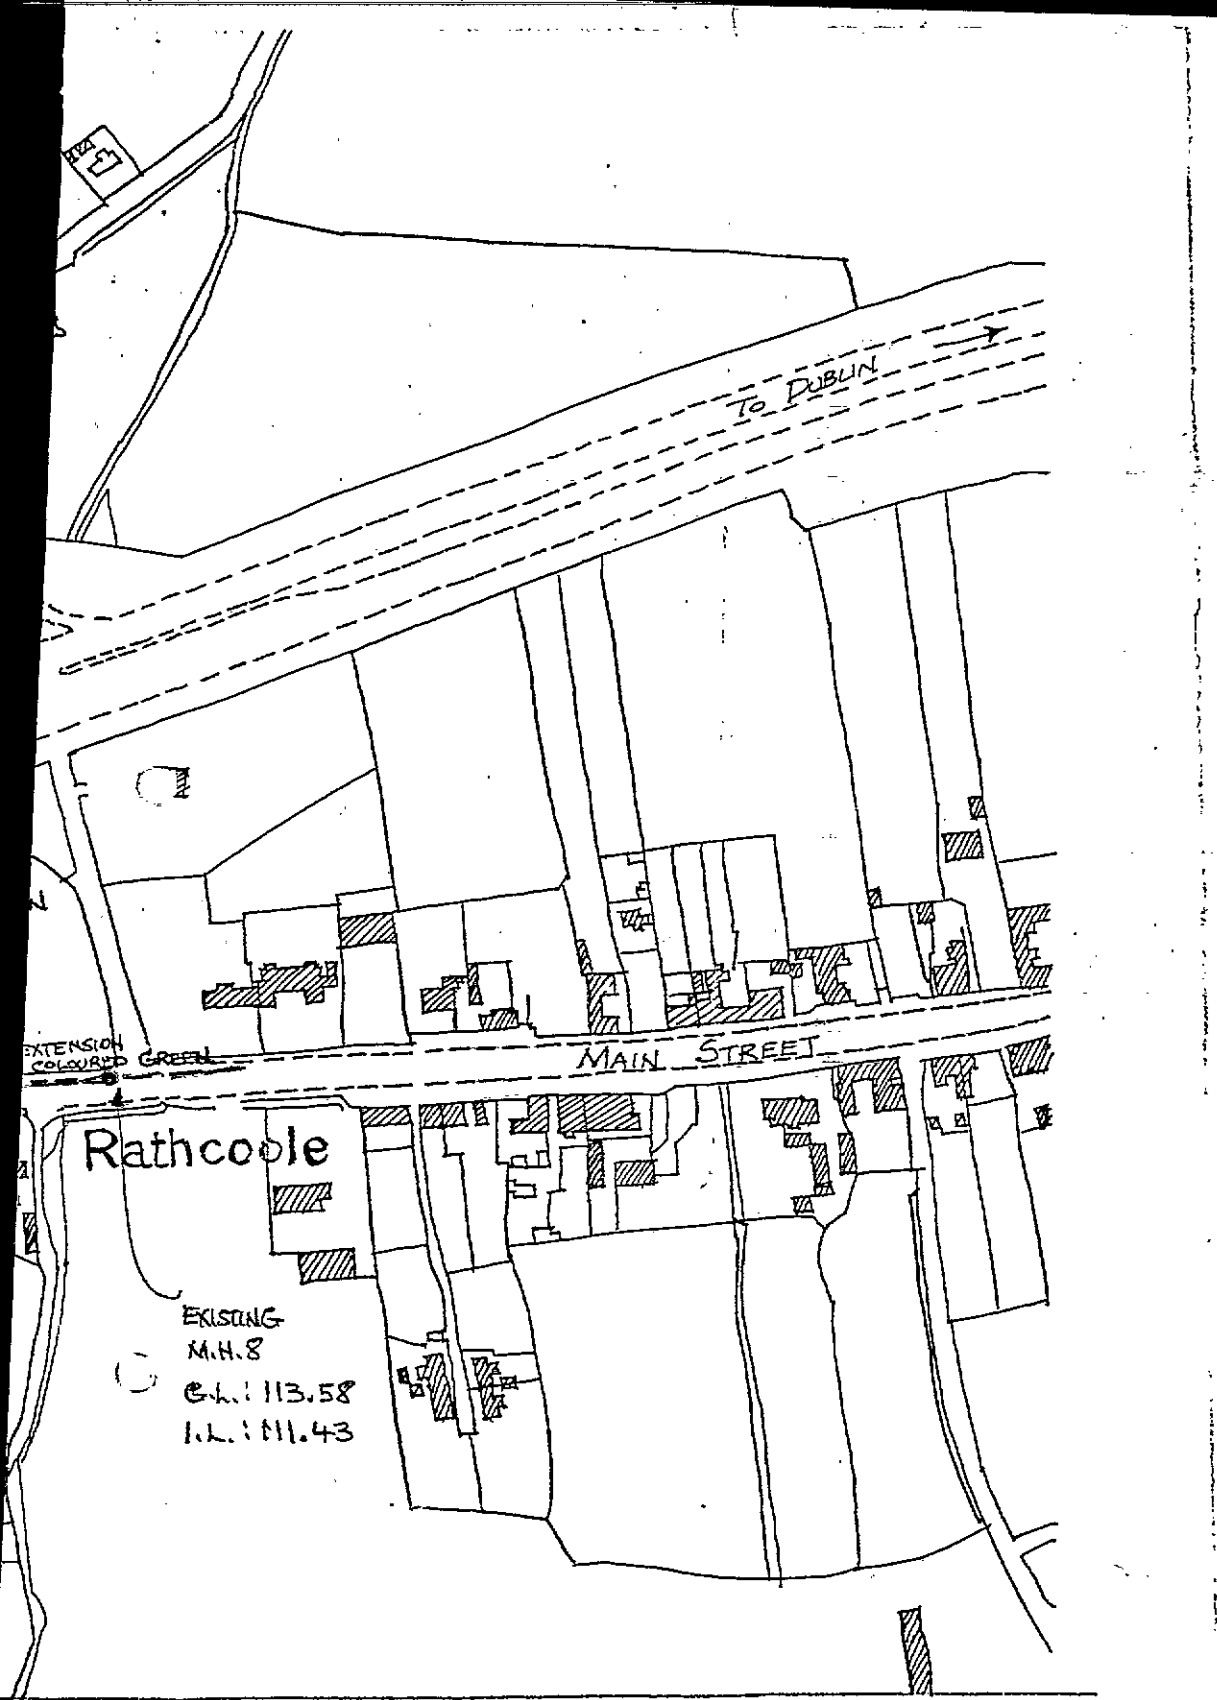 To DUBLIN
EXTENSION
COLOURED GREEN
MAIN STREET
Rathcoole
EXISTING
M.H.8
G.L.: 113.58
I.L.: 111.43